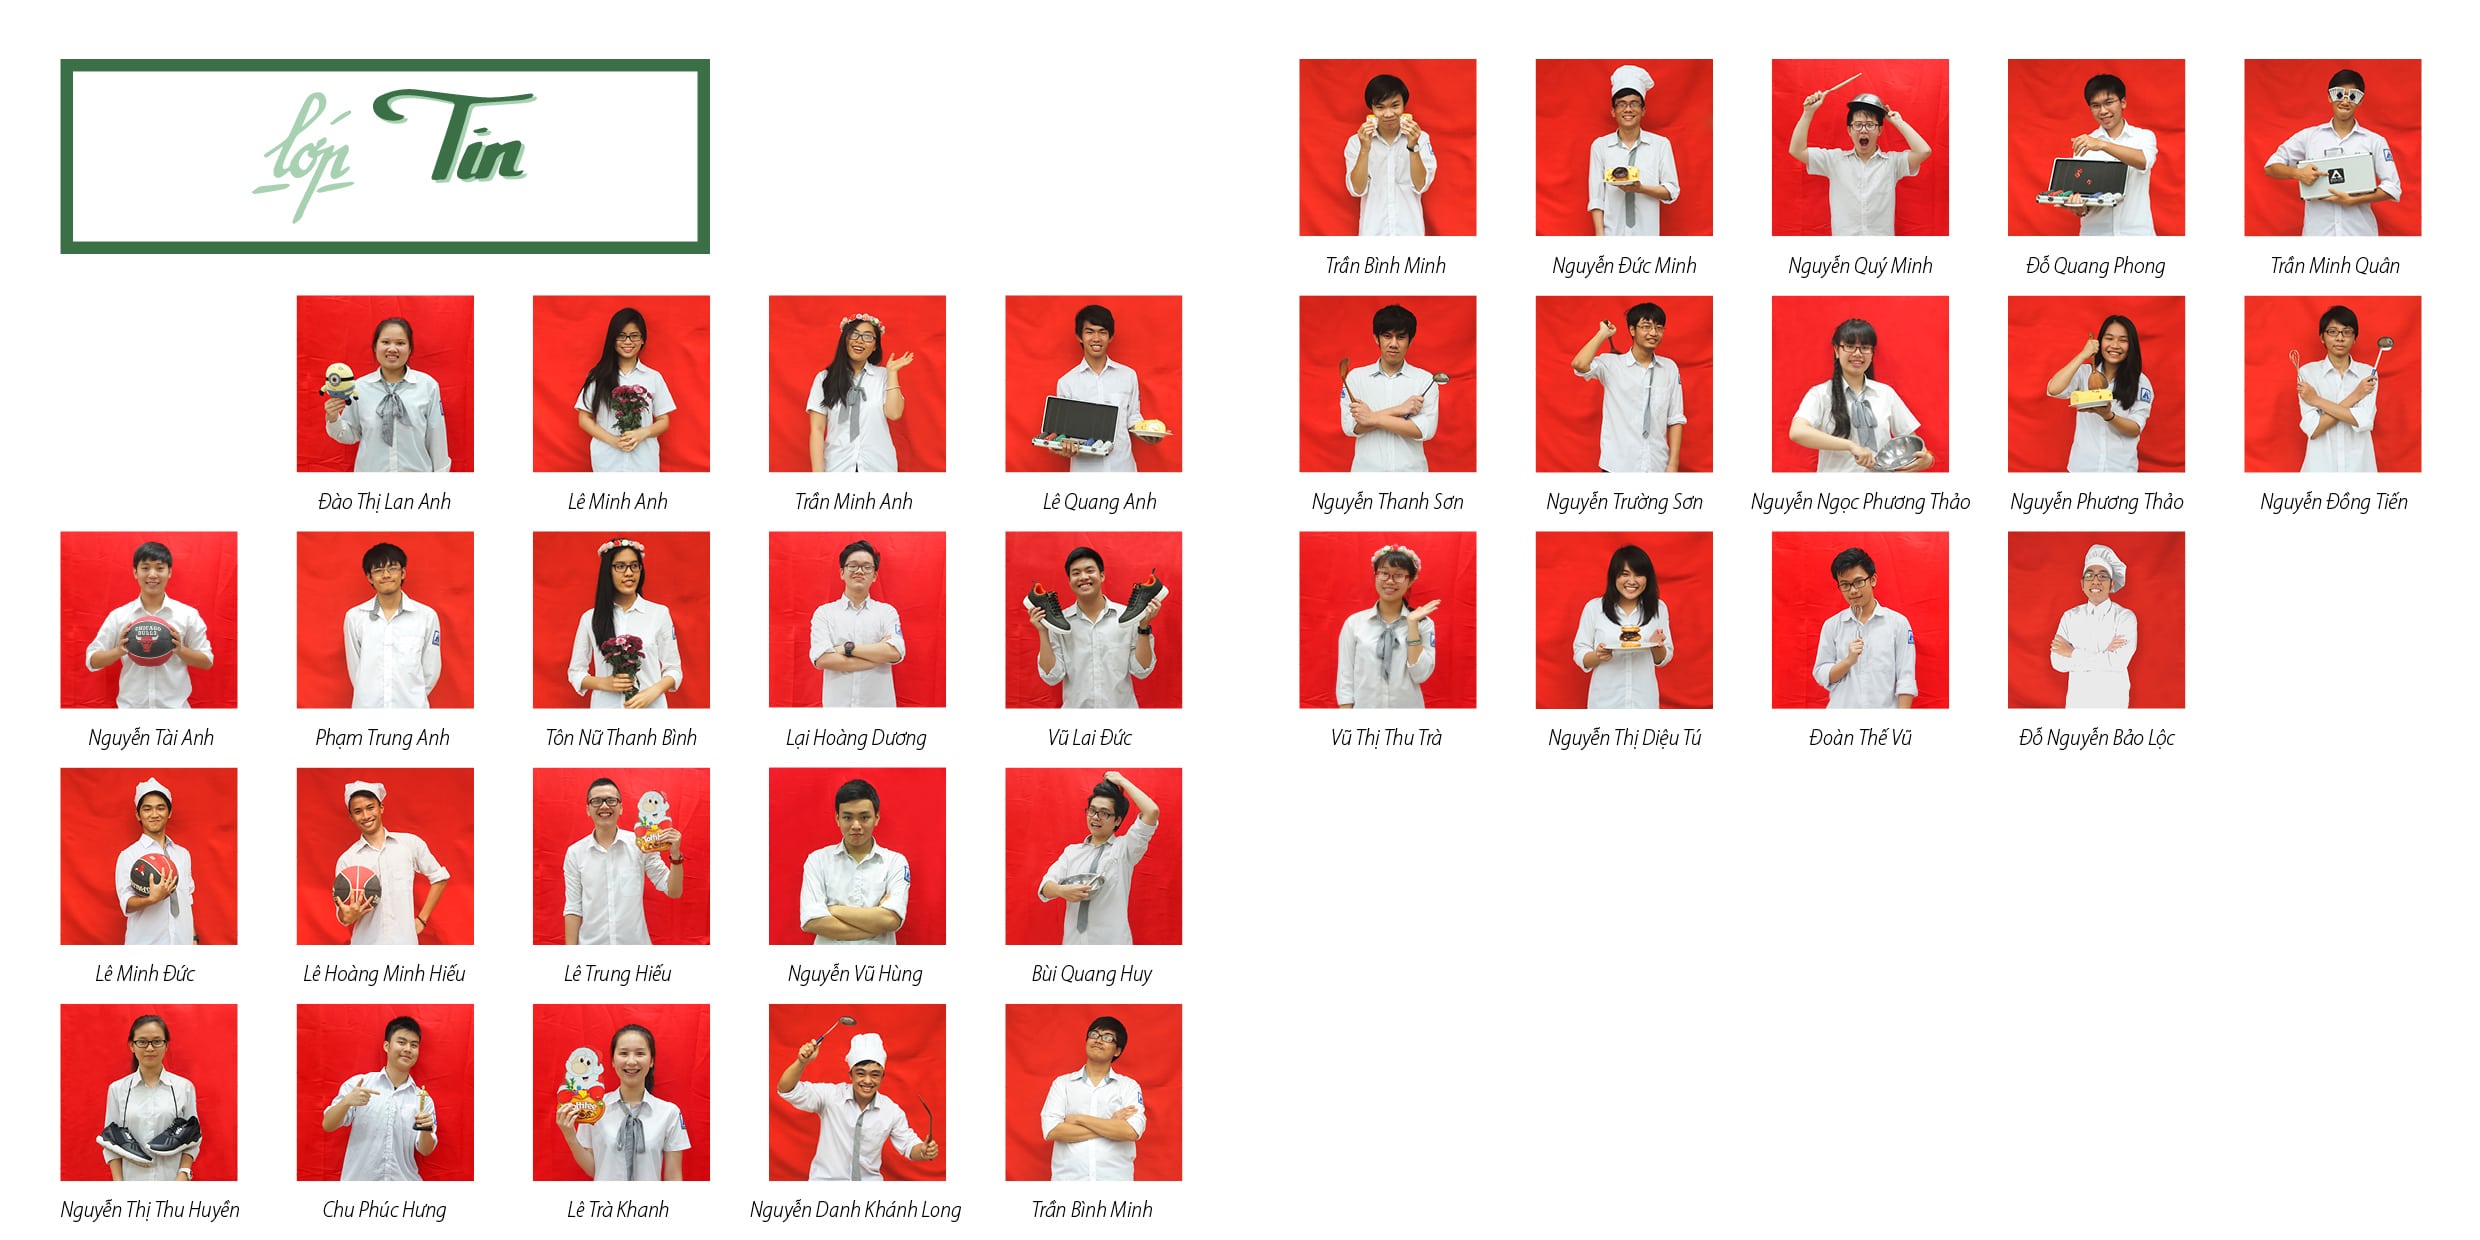 lớp Tin
Đào Thị Lan Anh
Lê Minh Anh
Trần Minh Anh
Lê Quang Anh
Nguyễn Tài Anh
CHICAGO
BULLS
Phạm Trung Anh
Tôn Nữ Thanh Bình
Lại Hoàng Dương
Vũ Lai Đức
Lê Minh Đức
Lê Hoàng Minh Hiếu
Lê Trung Hiếu
Nguyễn Vũ Hùng
Bùi Quang Huy
Nguyễn Thị Thu Huyền
Chu Phúc Hưng
Lê Trà Khanh
Nguyễn Danh Khánh Long
Trần Bình Minh
Trần Bình Minh
Nguyễn Đức Minh
Nguyễn Quý Minh
Đỗ Quang Phong
Trần Minh Quân
Nguyễn Thanh Sơn
Nguyễn Trường Sơn
Nguyễn Ngọc Phương Thảo
Nguyễn Phương Thảo
Nguyễn Đồng Tiến
Vũ Thị Thu Trà
Nguyễn Thị Diệu Tú
Đoàn Thế Vũ
Đỗ Nguyễn Bảo Lộc